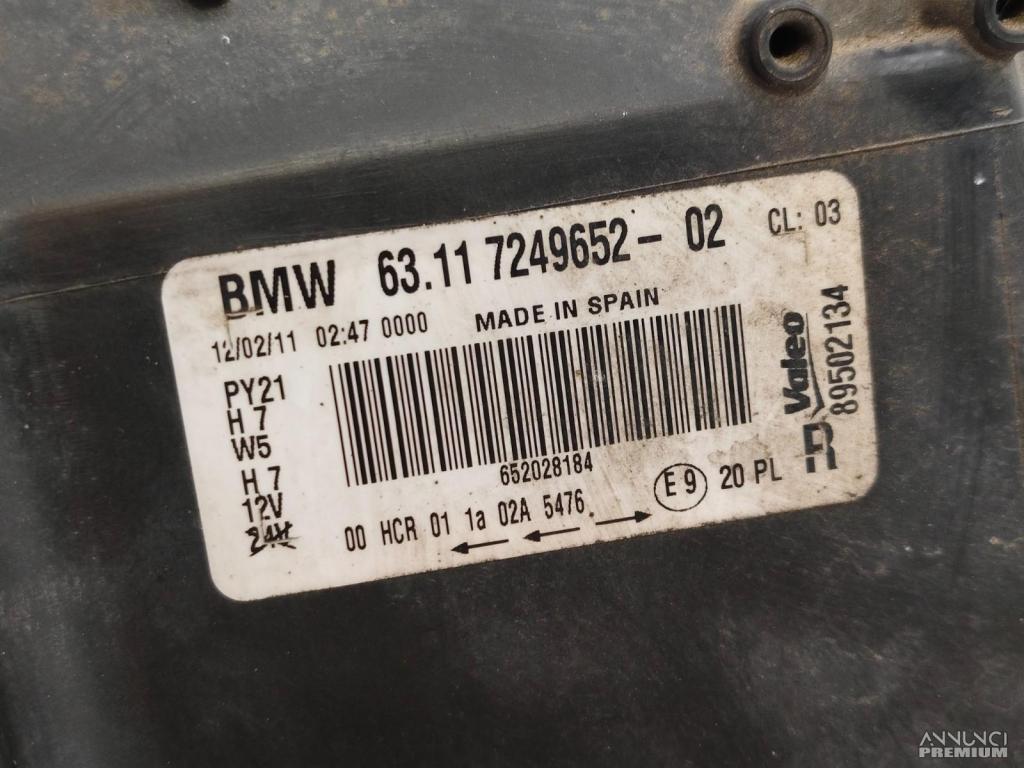 BMW 63.11 7249652 - 02 CL: 03
12/02/11 02:47 0000 MADE IN SPAIN
PY21
H 7
W5
H 7
12V
24V
652028184
00 HCR 01 1a 02A 5476
E 9 20 PL
R Valeo
89502134
ANNUNCI
PREMIUM